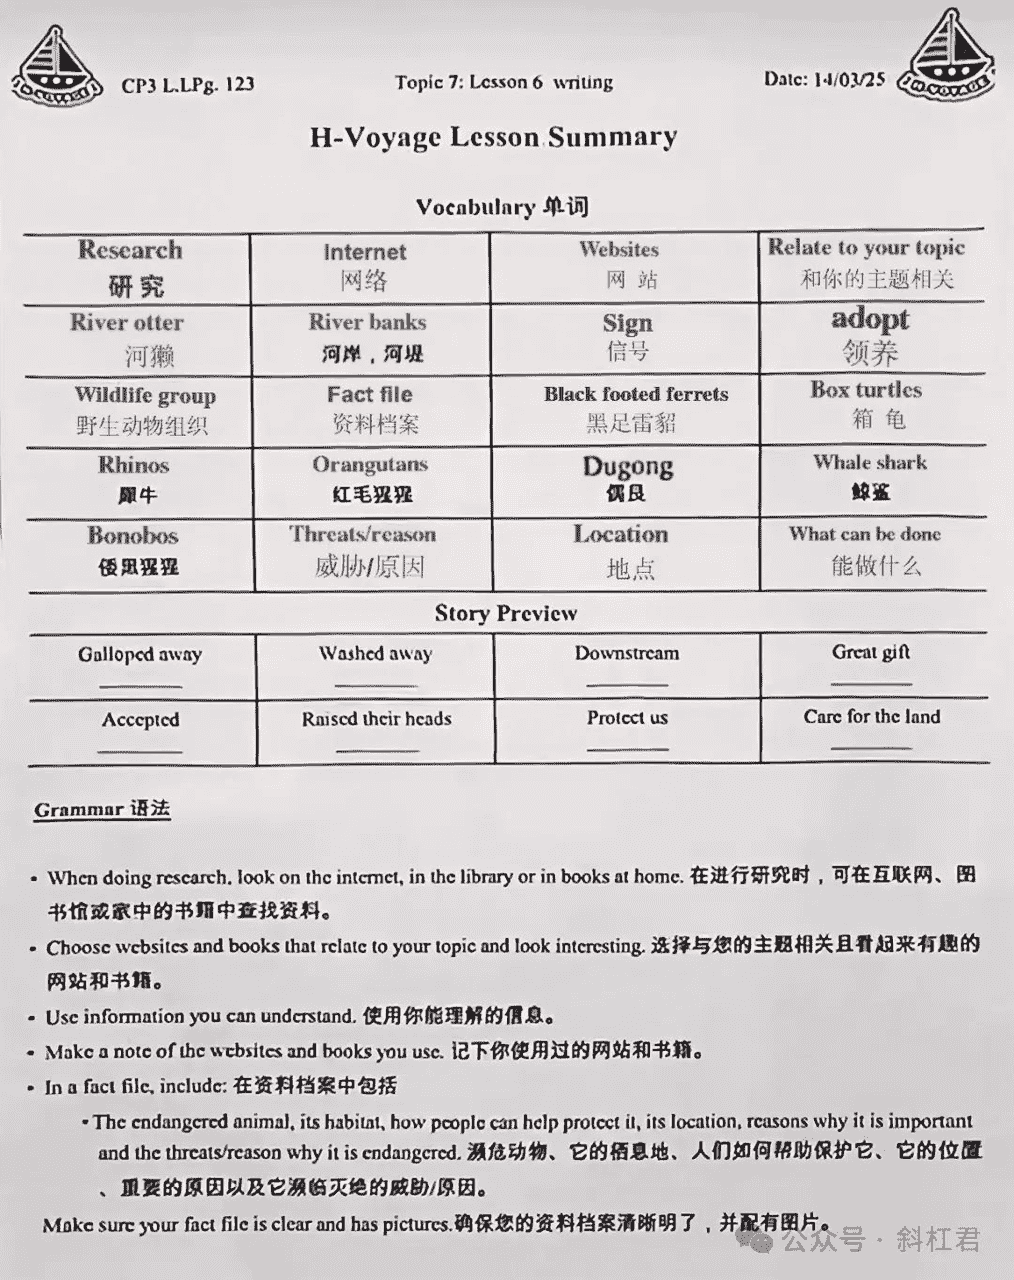 CP3 L.LPg. 123
Topic 7: Lesson 6 writing
Date: 14/03/25
H-VOYAGE
H-Voyage Lesson Summary
Vocabulary 单词
Research
Internet
Websites
Relate to your topic
研究
网络
网 站
和你的主题相关
River otter
River banks
Sign
adopt
河獭
河岸，河堤
信号
领养
Wildlife group
Fact file
Black footed ferrets
Box turtles
野生动物组织
资料档案
黑足雷貂
箱 龟
Rhinos
Orangutans
Dugong
Whale shark
犀牛
红毛猩猩
儒艮
鲸鲨
Bonobos
Threats/reason
Location
What can be done
倭黑猩猩
威胁/原因
地点
能做什么
Story Preview
Galloped away
Washed away
Downstream
Great gift
Accepted
Raised their heads
Protect us
Care for the land
Grammar 语法
• When doing research, look on the internet, in the library or in books at home. 在进行研究时，可在互联网、图
书馆或家中的书籍中查找资料。
• Choose websites and books that relate to your topic and look interesting. 选择与您的主题相关且看起来有趣的
网站和书籍。
• Use information you can understand. 使用你能理解的信息。
• Make a note of the websites and books you use. 记下你使用过的网站和书籍。
• In a fact file, include: 在资料档案中包括
• The endangered animal, its habitat, how people can help protect it, its location, reasons why it is important
and the threats/reason why it is endangered. 濒危动物、它的栖息地、人们如何帮助保护它、它的位置
、重要的原因以及它濒临灭绝的威胁/原因。
Make sure your fact file is clear and has pictures.确保您的资料档案清晰明了，并配有图片。
公众号 · 斜杠君